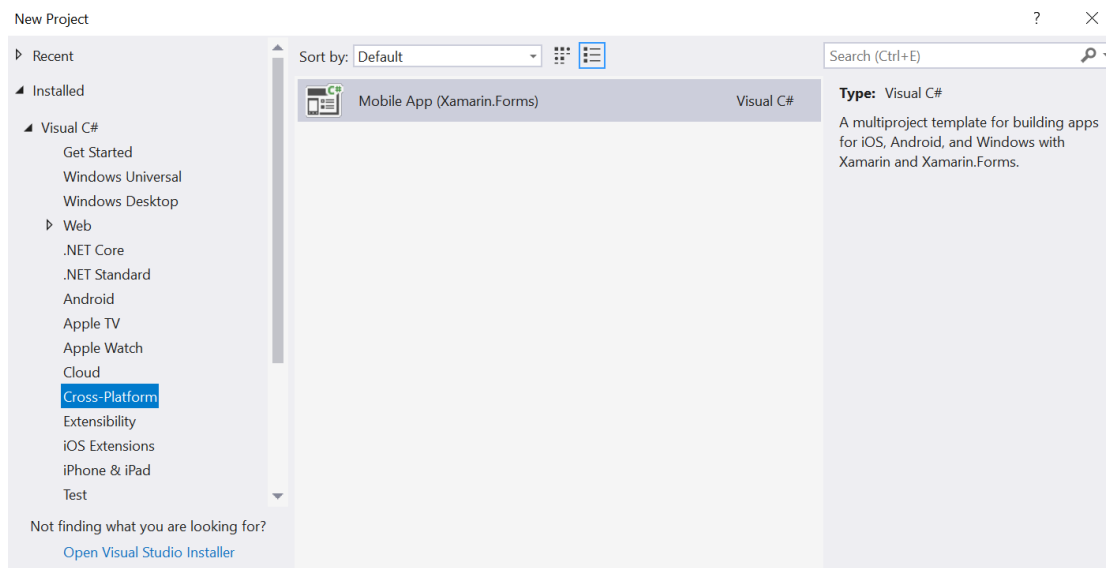 New Project
?
Recent
Installed
Visual C#
Get Started
Windows Universal
Windows Desktop
Web
.NET Core
.NET Standard
Android
Apple TV
Apple Watch
Cloud
Cross-Platform
Extensibility
iOS Extensions
iPhone & iPad
Test
Not finding what you are looking for?
Open Visual Studio Installer
Sort by: Default
C# Mobile App (Xamarin.Forms) Visual C#
Search (Ctrl+E)
Type: Visual C#
A multiproject template for building apps
for iOS, Android, and Windows with
Xamarin and Xamarin.Forms.